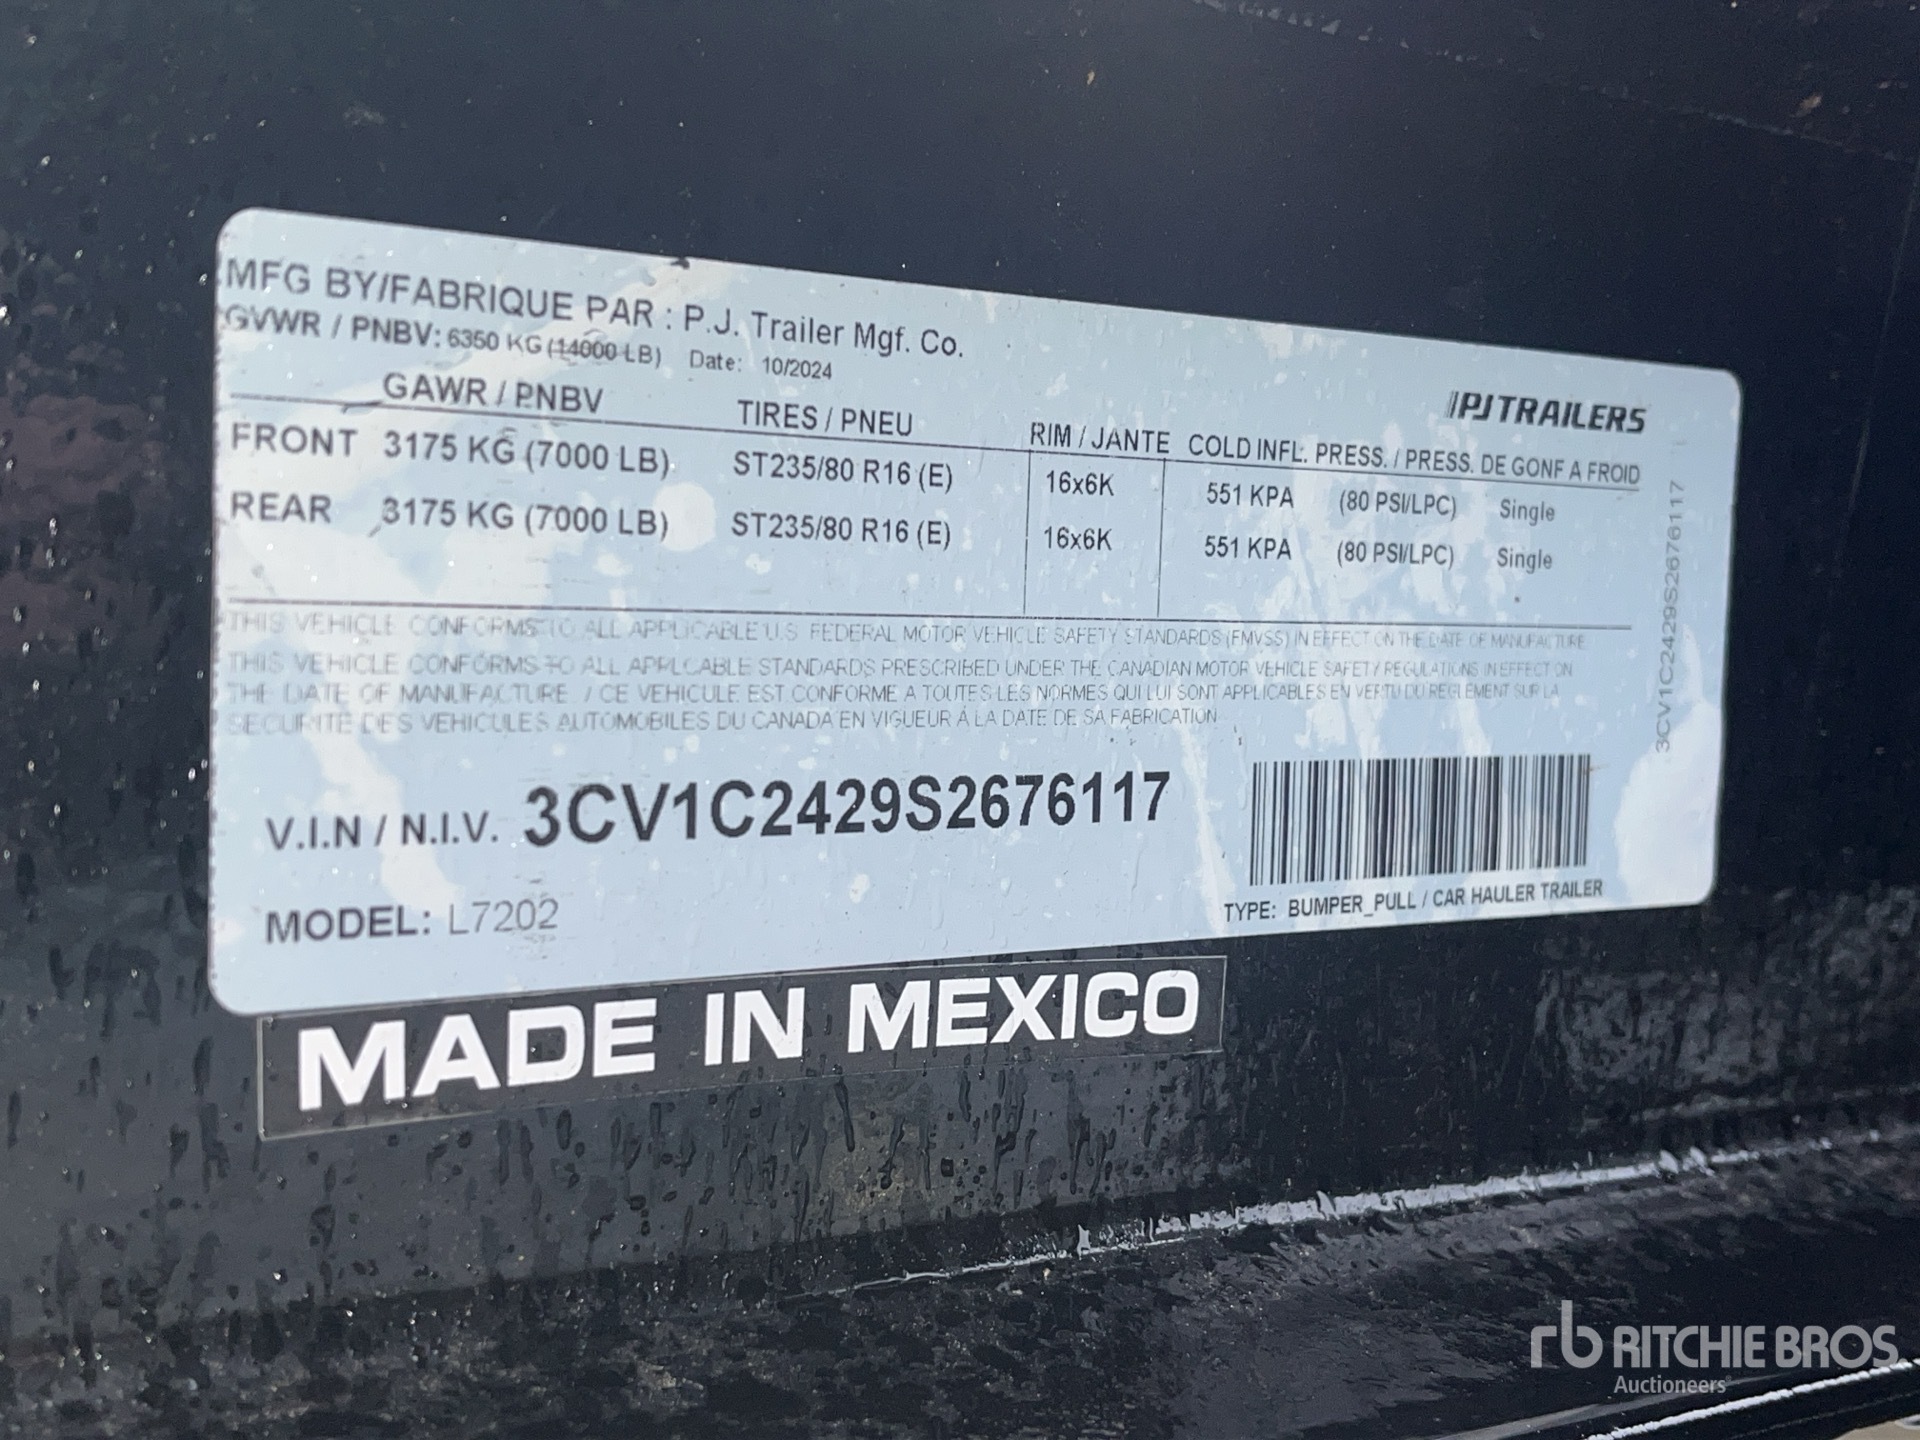 MFG BY/FABRIQUE PAR : P.J. Trailer Mgf. Co.
GVWR / PNBV: 6350 KG (14000 LB) Date: 10/2024
PJ TRAILERS
GAWR / PNBV TIRES / PNEU RIM / JANTE COLD INFL. PRESS. / PRESS. DE GONF A FROID
FRONT 3175 KG (7000 LB) ST235/80 R16 (E) 16x6K 551 KPA (80 PSI/LPC) Single
REAR 3175 KG (7000 LB) ST235/80 R16 (E) 16x6K 551 KPA (80 PSI/LPC) Single
THIS VEHICLE CONFORMS TO ALL APPLICABLE U.S FEDERAL MOTOR VEHICLE SAFETY STANDARDS (FMVSS) IN EFFECT ON THE DATE OF MANUFACTURE
THIS VEHICLE CONFORMS TO ALL APPLICABLE STANDARDS PRESCRIBED UNDER THE CANADIAN MOTOR VEHICLE SAFETY REGULATIONS IN EFFECT ON
THE DATE OF MANUFACTURE. / CE VEHICULE EST CONFORME A TOUTES LES NORMES QUI LUI SONT APPLICABLES EN VERTU DU REGLEMENT SUR LA
SECURITE DES VEHICULES AUTOMOBILES DU CANADA EN VIGUEUR À LA DATE DE SA FABRICATION
3CV1C2429S2676117
V.I.N / N.I.V. 3CV1C2429S2676117
MODEL: L7202
TYPE: BUMPER_PULL / CAR HAULER TRAILER
MADE IN MEXICO
rb RITCHIE BROS
Auctioneers